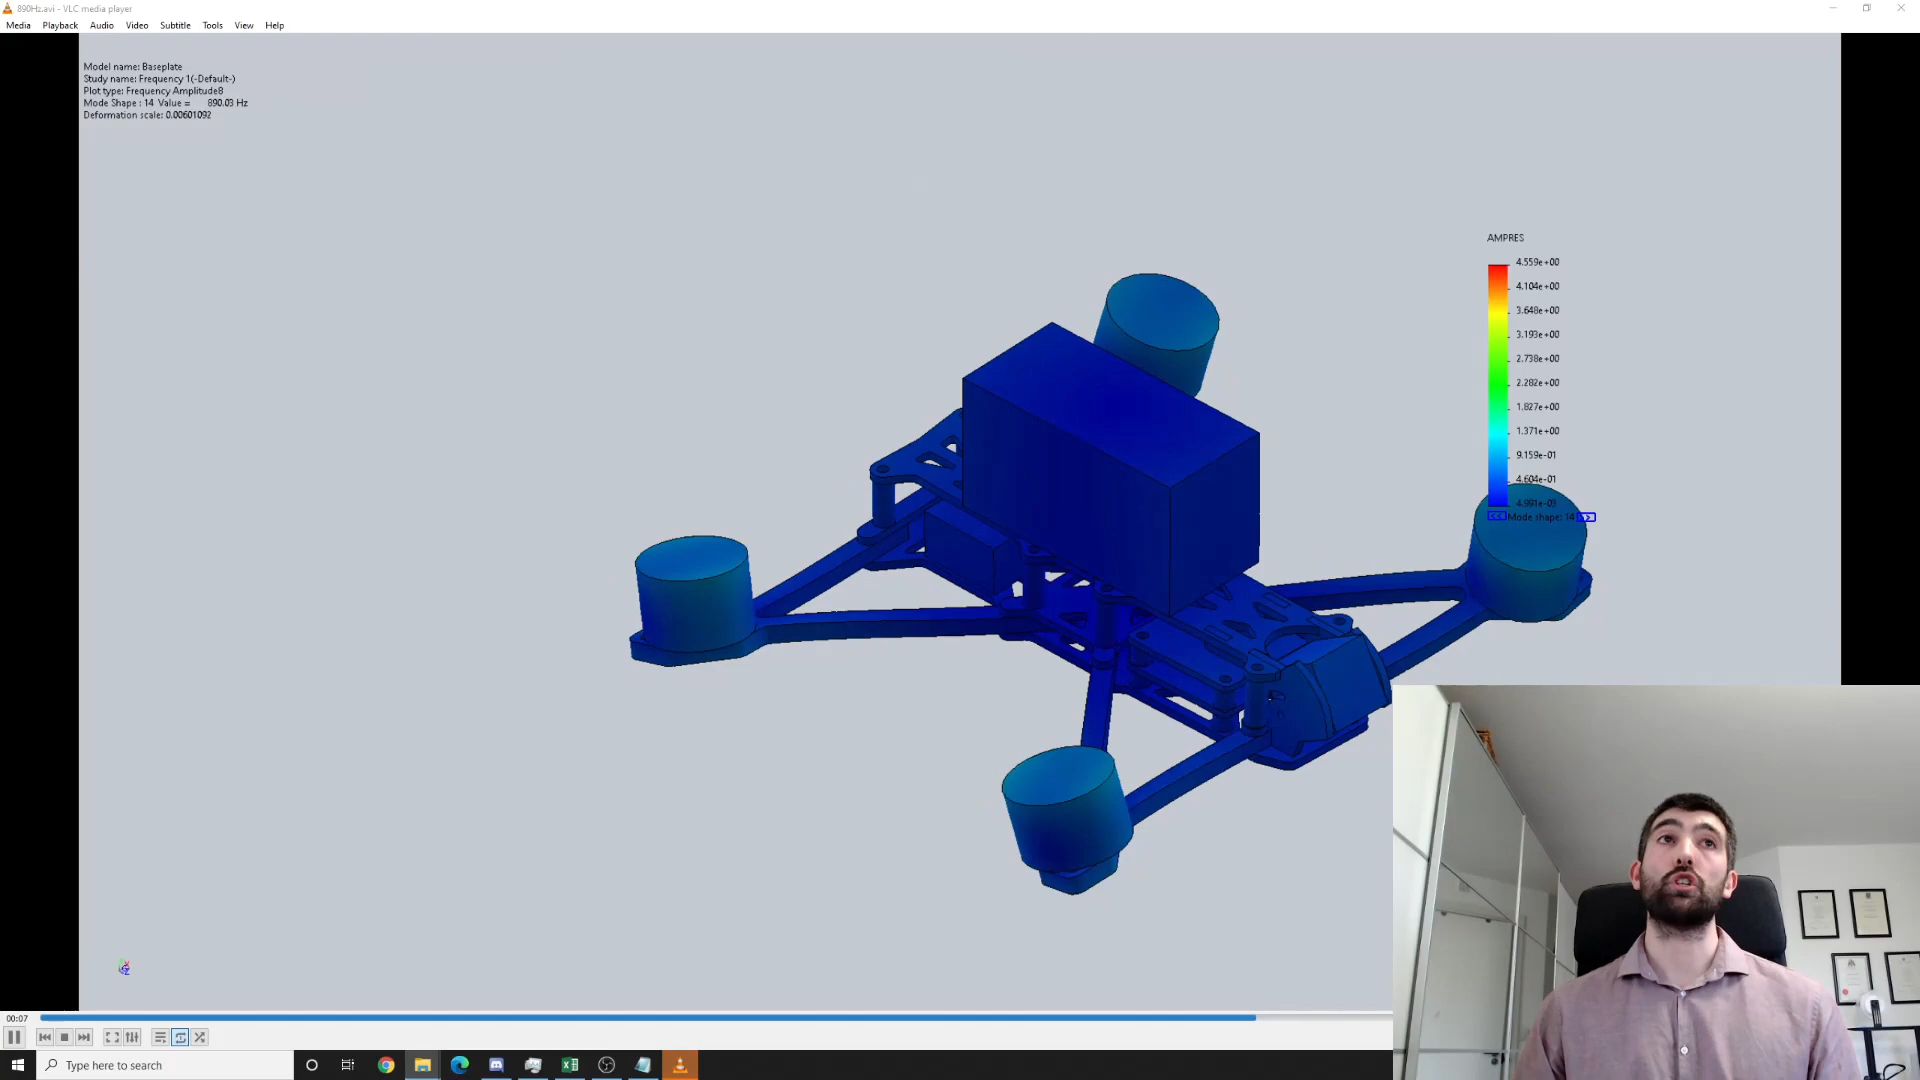 890Hz.avi - VLC media player
Media Playback Audio Video Subtitle Tools View Help
Model name: Baseplate
Study name: Frequency 1(-Default-)
Plot type: Frequency Amplitude8
Mode Shape : 14 Value = 890.03 Hz
Deformation scale: 0.00601092
AMPRES
4.559e+00
4.104e+00
3.648e+00
3.193e+00
2.738e+00
2.282e+00
1.827e+00
1.371e+00
9.159e-01
4.604e-01
4.991e-03
<< Mode shape: 14 >>
00:07
Type here to search